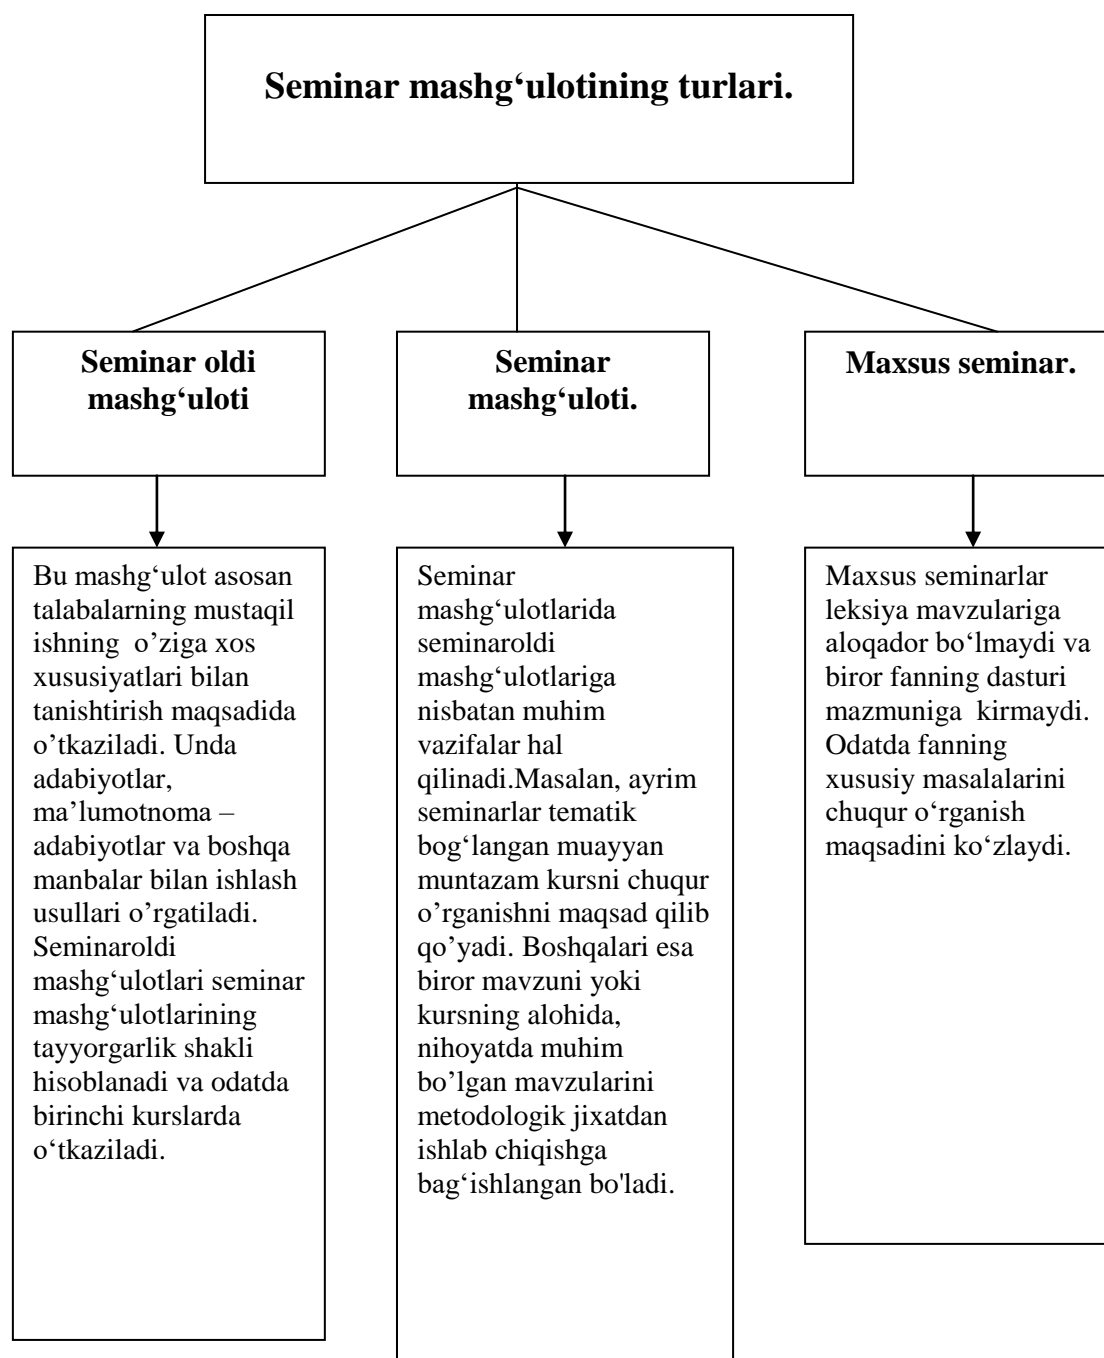 Seminar mashg‘ulotining turlari.
Seminar oldi
mashg‘uloti
Seminar
mashg‘uloti.
Maxsus seminar.
Bu mashg‘ulot asosan
talabalarning mustaqil
ishning  o’ziga xos
xususiyatlari bilan
tanishtirish maqsadida
o’tkaziladi. Unda
adabiyotlar,
ma’lumotnoma –
adabiyotlar va boshqa
manbalar bilan ishlash
usullari o’rgatiladi.
Seminaroldi
mashg‘ulotlari seminar
mashg‘ulotlarining
tayyorgarlik shakli
hisoblanadi va odatda
birinchi kurslarda
o‘tkaziladi.
Seminar
mashg‘ulotlarida
seminaroldi
mashg‘ulotlariga
nisbatan muhim
vazifalar hal
qilinadi.Masalan, ayrim
seminarlar tematik
bog‘langan muayyan
muntazam kursni chuqur
o’rganishni maqsad qilib
qo’yadi. Boshqalari esa
biror mavzuni yoki
kursning alohida,
nihoyatda muhim
bo’lgan mavzularini
metodologik jixatdan
ishlab chiqishga
bag‘ishlangan bo'ladi.
Maxsus seminarlar
leksiya mavzulariga
aloqador bo‘lmaydi va
biror fanning dasturi
mazmuniga  kirmaydi.
Odatda fanning
xususiy masalalarini
chuqur o‘rganish
maqsadini ko‘zlaydi.